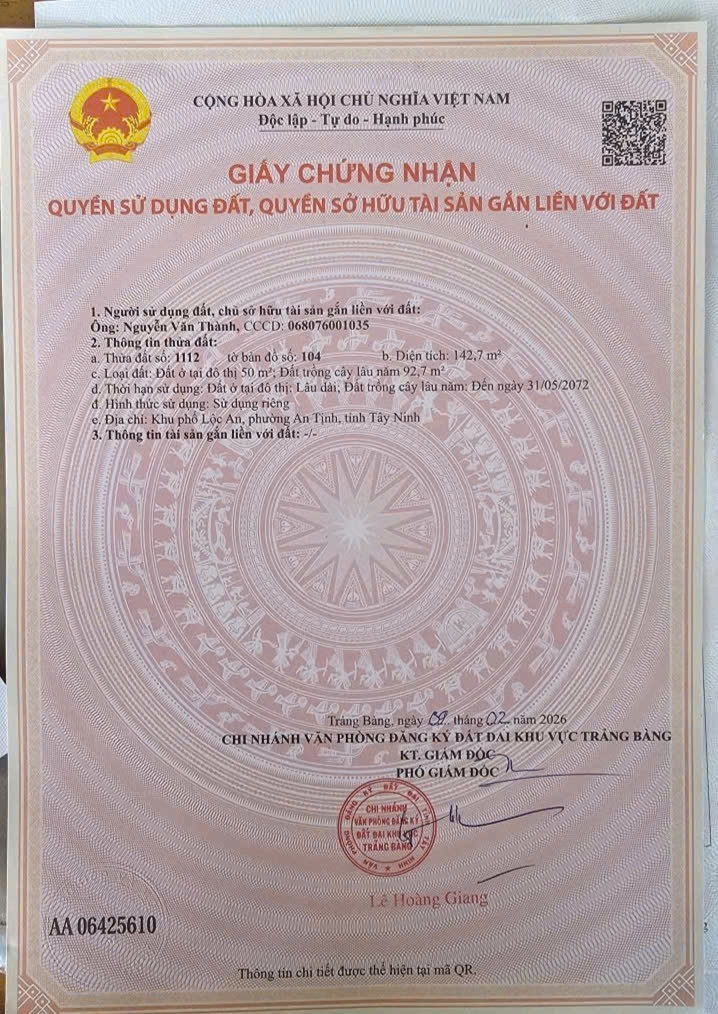 CỘNG HÒA XÃ HỘI CHỦ NGHĨA VIỆT NAM
Độc lập - Tự do - Hạnh phúc
GIẤY CHỨNG NHẬN
QUYỀN SỬ DỤNG ĐẤT, QUYỀN SỞ HỮU TÀI SẢN GẮN LIỀN VỚI ĐẤT
1. Người sử dụng đất, chủ sở hữu tài sản gắn liền với đất:
Ông: Nguyễn Văn Thành, CCCD: 068076001035
2. Thông tin thửa đất:
a. Thửa đất số: 1112 tờ bản đồ số: 104 b. Diện tích: 142,7 m²
c. Loại đất: Đất ở tại đô thị 50 m²; Đất trồng cây lâu năm 92,7 m²
d. Thời hạn sử dụng: Đất ở tại đô thị: Lâu dài, Đất trồng cây lâu năm: Đến ngày 31/05/2072
đ. Hình thức sử dụng: Sử dụng riêng
e. Địa chỉ: Khu phố Lộc An, phường An Tịnh, tỉnh Tây Ninh
3. Thông tin tài sản gắn liền với đất: -/-
Trảng Bàng, ngày 09. tháng 02 năm 2026
CHI NHÁNH VĂN PHÒNG ĐĂNG KÝ ĐẤT ĐAI KHU VỰC TRẢNG BÀNG
KT. GIÁM ĐỐC
PHÓ GIÁM ĐỐC
VĂN PHÒNG ĐĂNG KÝ ĐẤT ĐAI TỈNH TÂY NINH
CHI NHÁNH
VĂN PHÒNG ĐĂNG KÝ
ĐẤT ĐAI KHU VỰC
TRẢNG BÀNG
Lê Hoàng Giang
AA 06425610
Thông tin chi tiết được thể hiện tại mã QR.